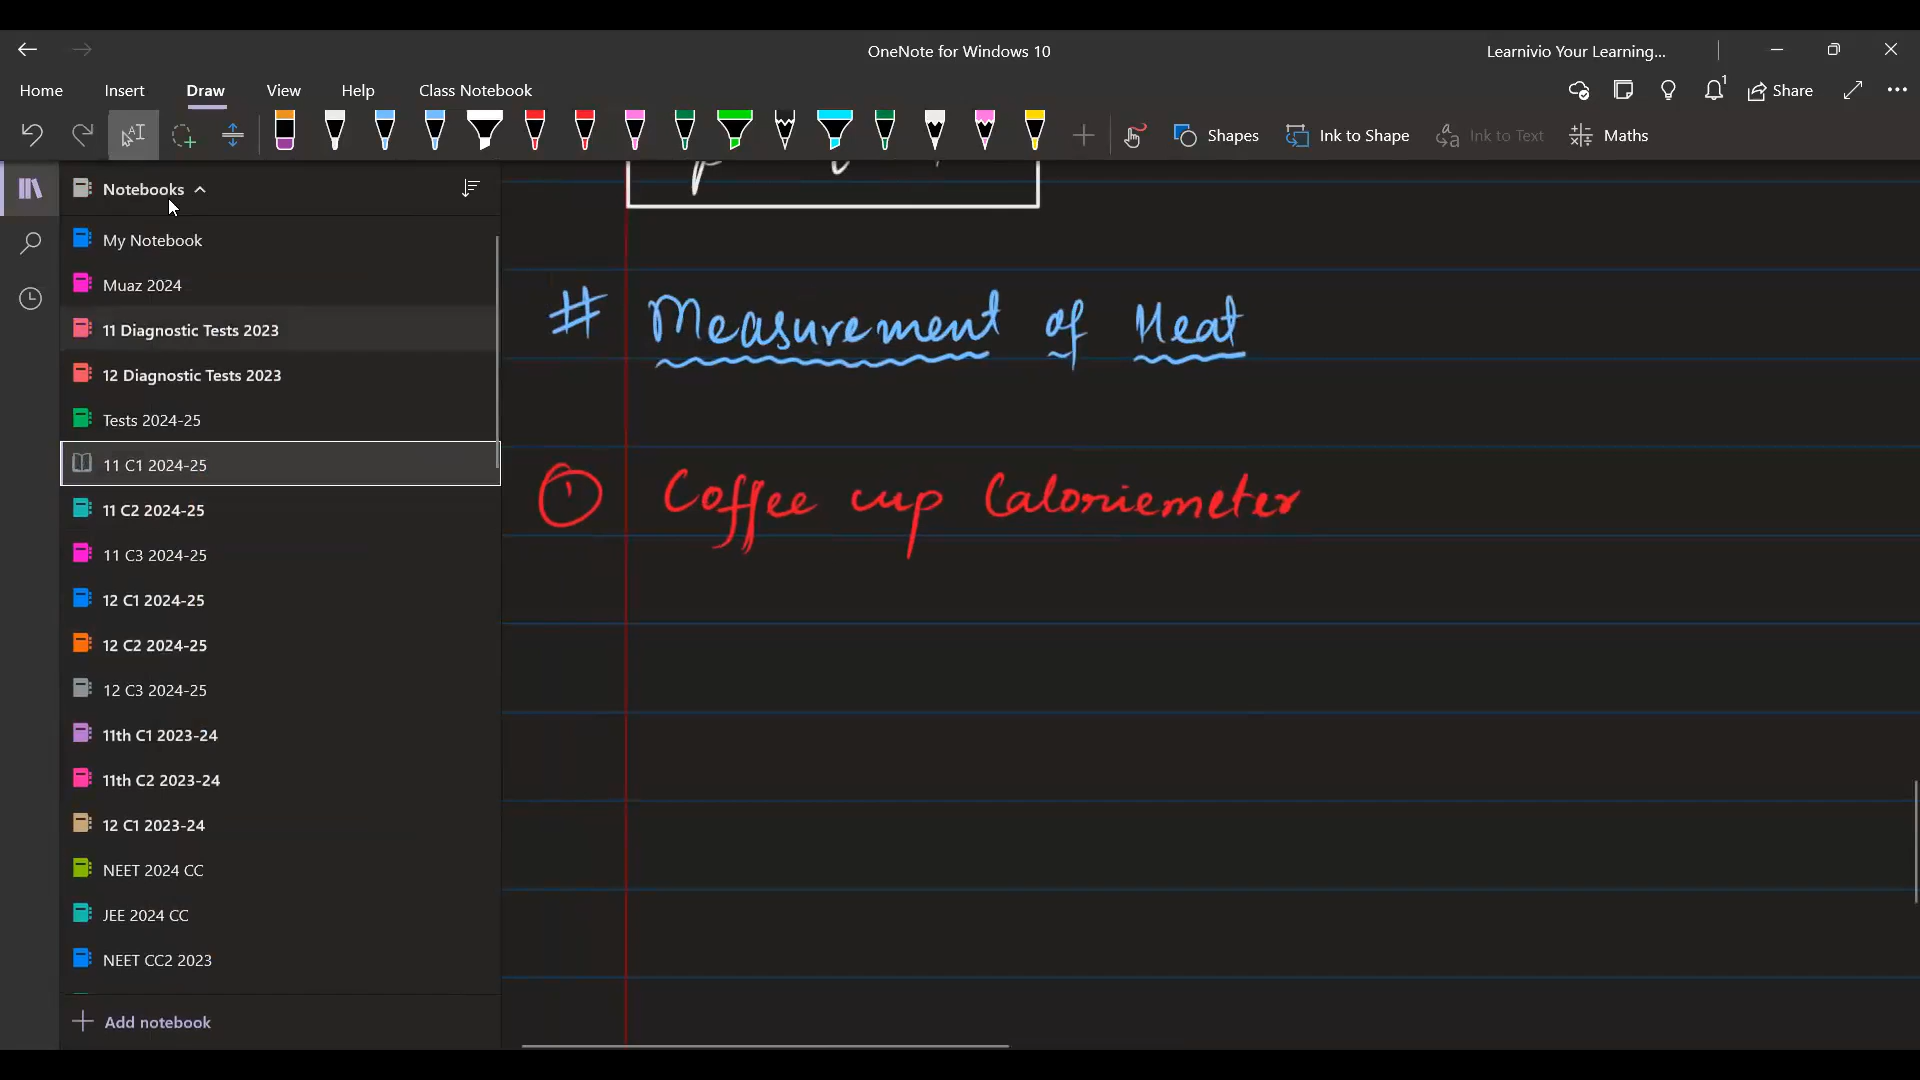 OneNote for Windows 10
Learnivio Your Learning...
Home Insert Draw View Help Class Notebook
1 Share
Shapes Ink to Shape Ink to Text Maths
Notebooks
My Notebook
Muaz 2024
11 Diagnostic Tests 2023
12 Diagnostic Tests 2023
Tests 2024-25
11 C1 2024-25
11 C2 2024-25
11 C3 2024-25
12 C1 2024-25
12 C2 2024-25
12 C3 2024-25
11th C1 2023-24
11th C2 2023-24
12 C1 2023-24
NEET 2024 CC
JEE 2024 CC
NEET CC2 2023
Add notebook
# Measurement of Heat
① Coffee cup Caloriemeter